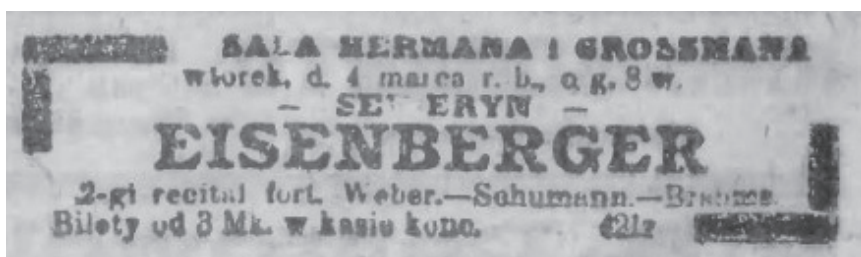 SALA HERMANA i GROSSMANA
wtorek, d. 4 marca r. b., o g. 8 w.
— SEWERYN —
EISENBERGER
2-gi recital fort. Weber.—Schumann.—Brahms.
Bilety od 3 Mk. w kasie konc.